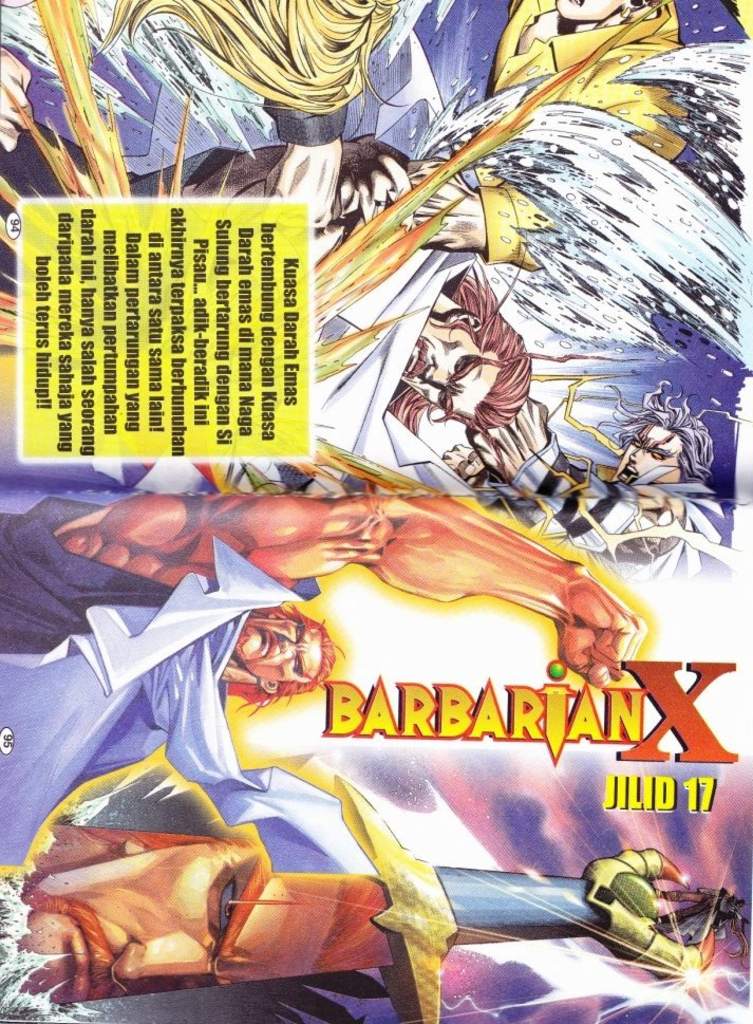 Kuasa Darah Emas
bertembung dengan Kuasa
Darah emas di mana Naga
Sulung bertarung dengan Si
Pisau... adik-beradik ini
akhirnya terpaksa berbunuhan
di antara satu sama lain!
Dalam pertarungan yang
melibatkan pertumpahan
darah ini, hanya salah seorang
daripada mereka sahaja yang
boleh terus hidup!!
94
BARBARIAN X
JILID 17
95